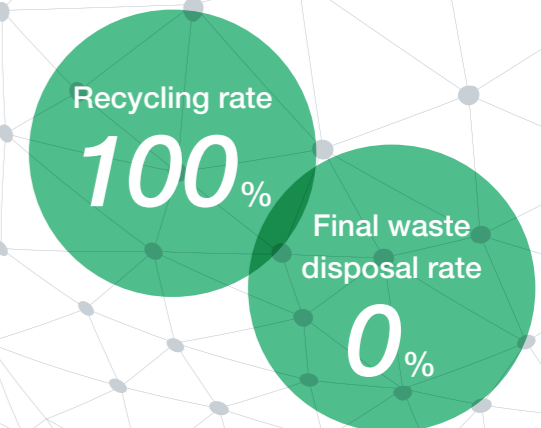 Recycling rate
100%
Final waste
disposal rate
0%